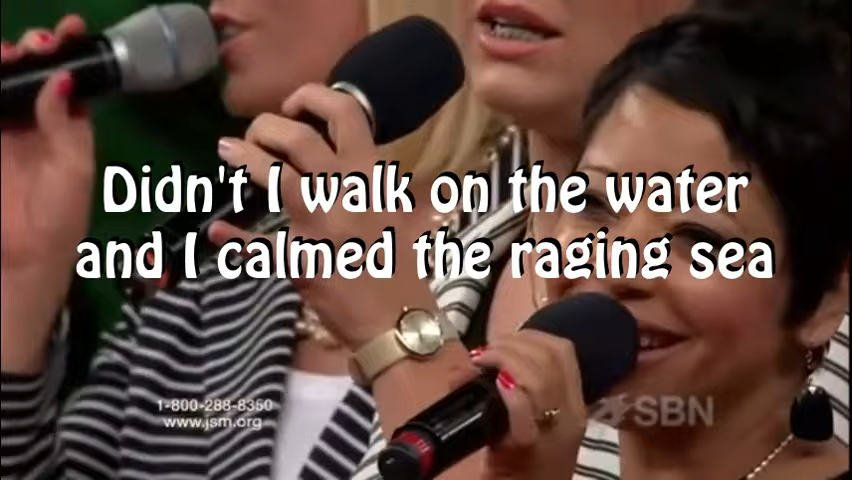 Didn't I walk on the water
and I calmed the raging sea
1-800-288-8350
www.jsm.org
SBN